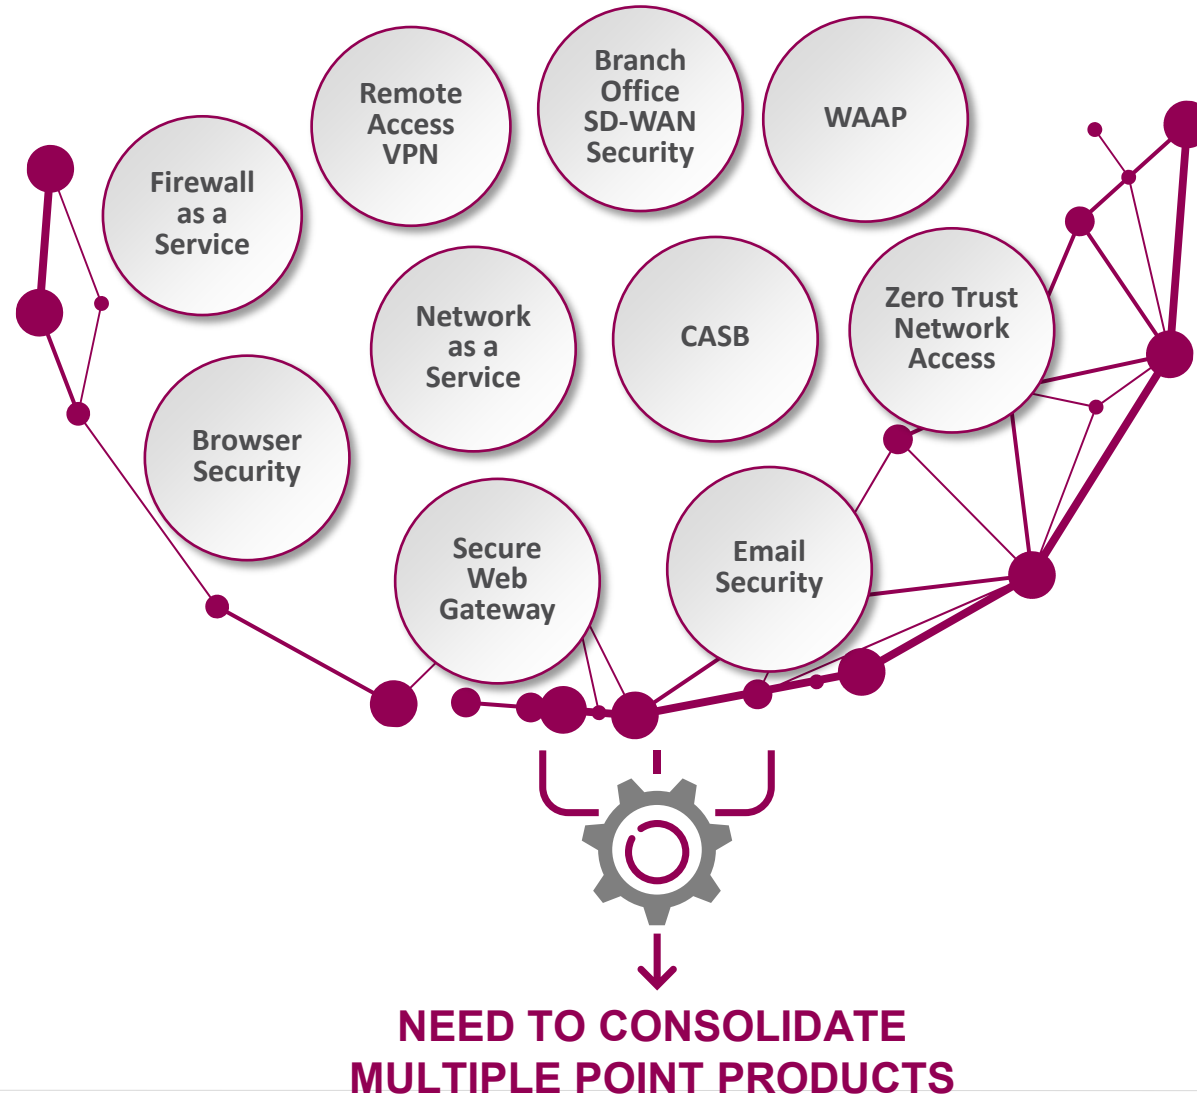 Branch
Office
SD-WAN
Security
Remote
Access
VPN
WAAP
Firewall
as a
Service
Network
as a
Service
CASB
Zero Trust
Network
Access
Browser
Security
Secure
Web
Gateway
Email
Security
NEED TO CONSOLIDATE
MULTIPLE POINT PRODUCTS